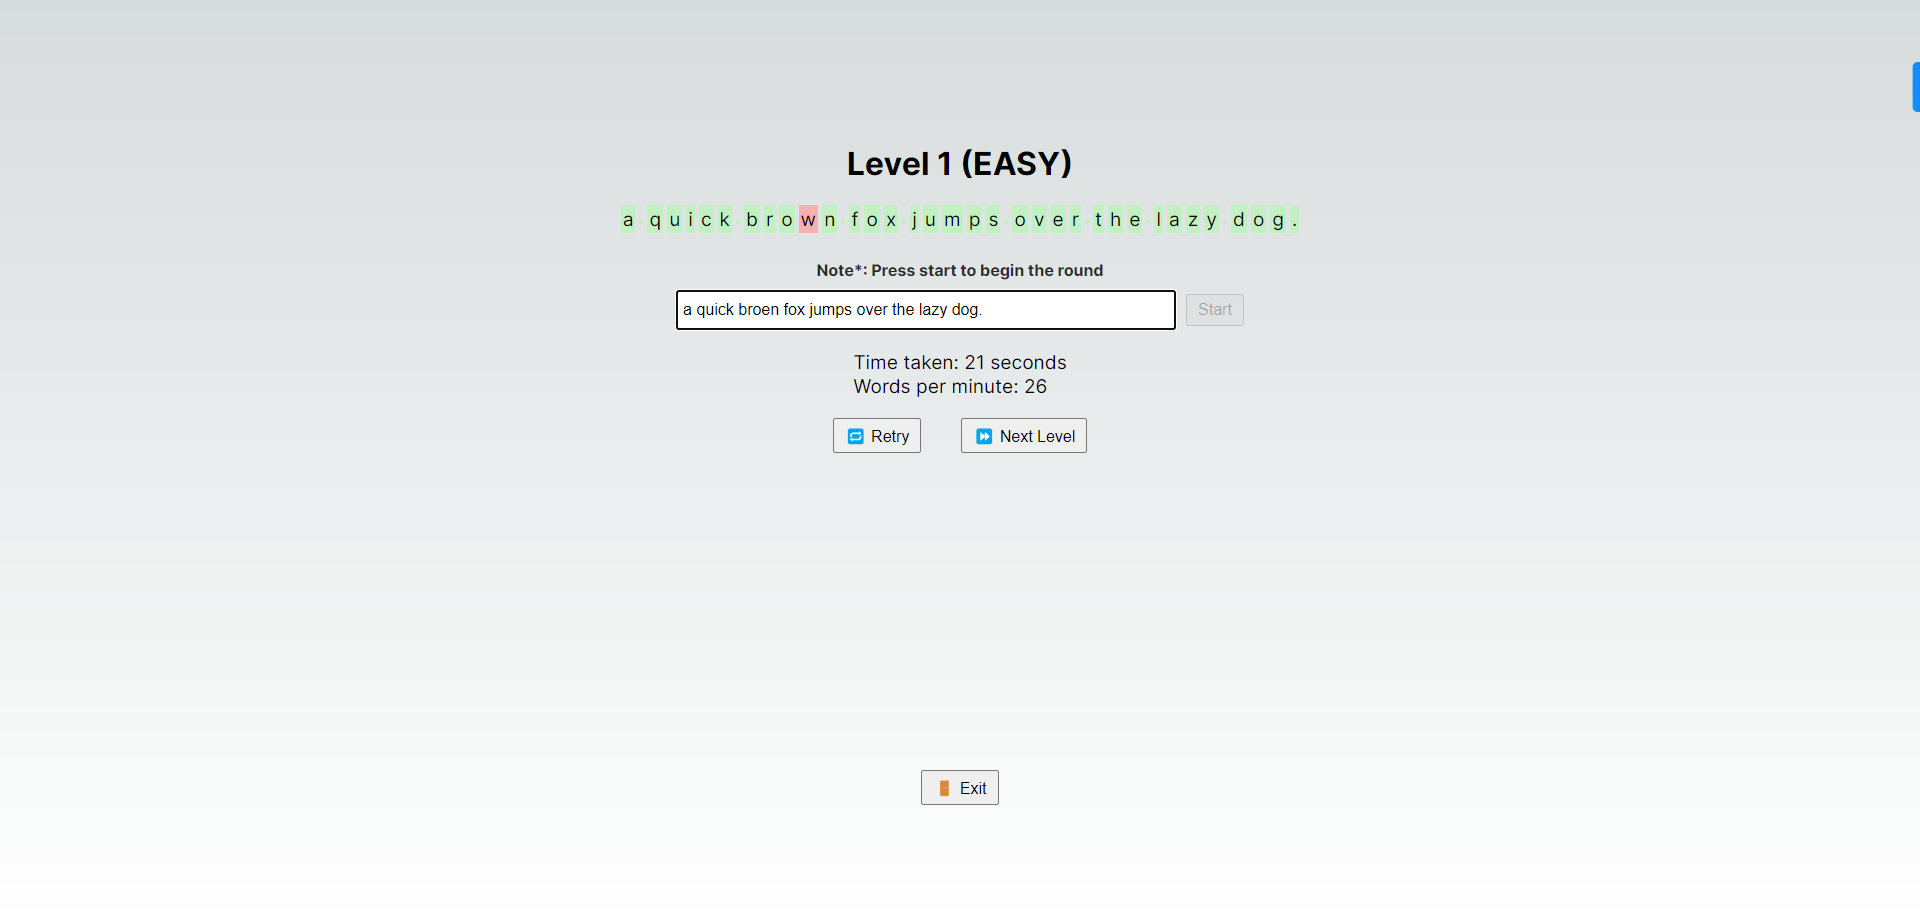 Level 1 (EASY)
a quick brown fox jumps over the lazy dog.
Note*: Press start to begin the round
a quick broen fox jumps over the lazy dog. Start
Time taken: 21 seconds
Words per minute: 26
Retry Next Level
Exit